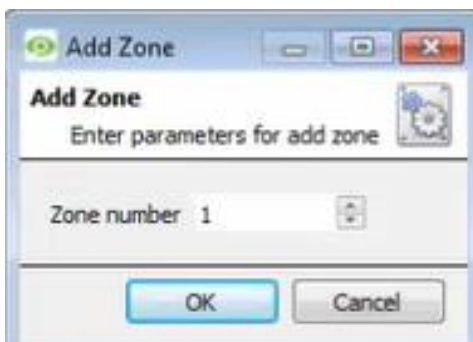 Add Zone
Add Zone
Enter parameters for add zone
Zone number 1
OK Cancel